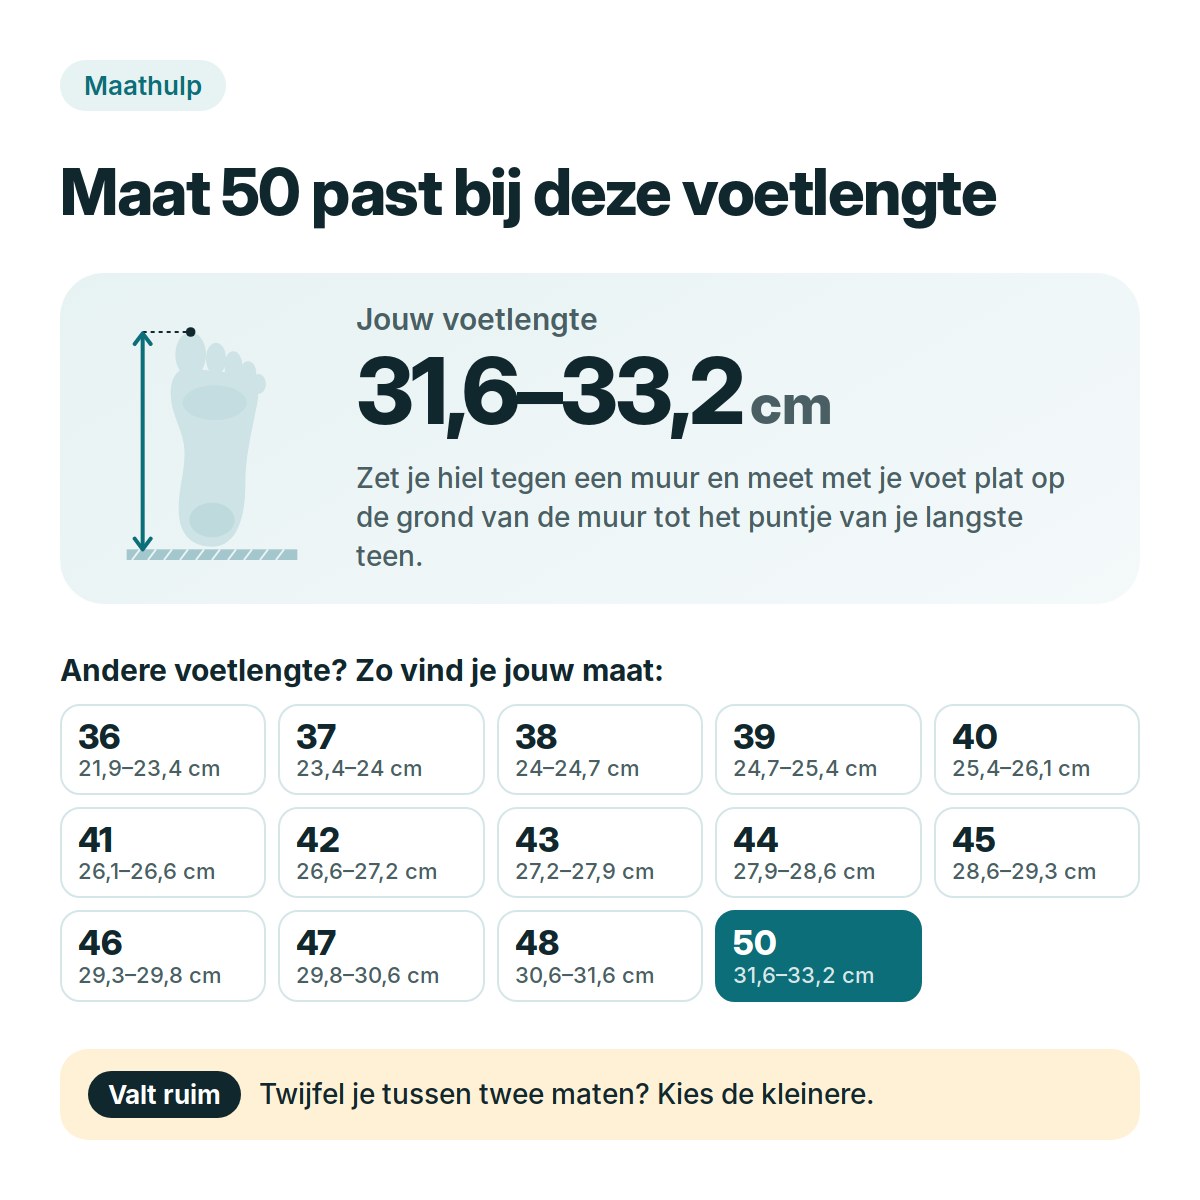 Maathulp
Maat 50 past bij deze voetlengte
Jouw voetlengte
31,6–33,2 cm
Zet je hiel tegen een muur en meet met je voet plat op
de grond van de muur tot het puntje van je langste
teen.
Andere voetlengte? Zo vind je jouw maat:
36
21,9–23,4 cm
37
23,4–24 cm
38
24–24,7 cm
39
24,7–25,4 cm
40
25,4–26,1 cm
41
26,1–26,6 cm
42
26,6–27,2 cm
43
27,2–27,9 cm
44
27,9–28,6 cm
45
28,6–29,3 cm
46
29,3–29,8 cm
47
29,8–30,6 cm
48
30,6–31,6 cm
50
31,6–33,2 cm
Valt ruim Twijfel je tussen twee maten? Kies de kleinere.